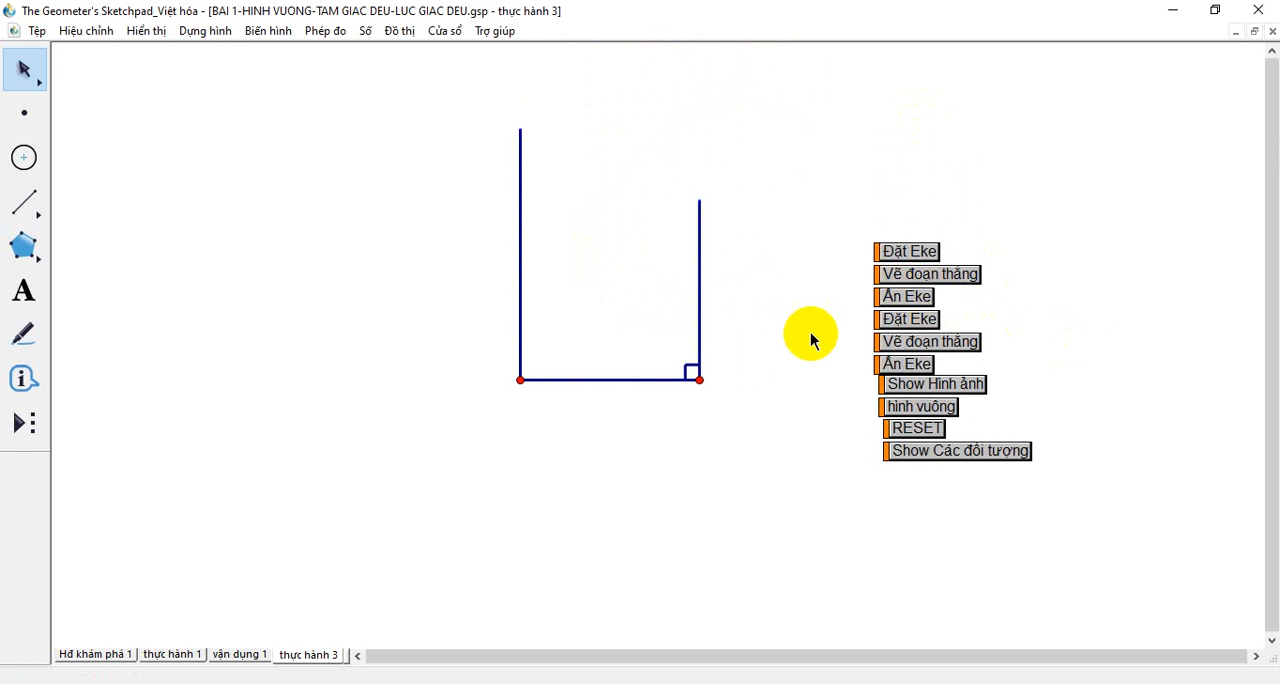 The Geometer's Sketchpad_Việt hóa - [BAI 1-HINH VUONG-TAM GIAC DEU-LUC GIAC DEU.gsp - thực hành 3]
Tệp Hiệu chỉnh Hiển thị Dựng hình Biến hình Phép đo Số Đồ thị Cửa sổ Trợ giúp
Đặt Eke
Vẽ đoạn thẳng
Ẩn Eke
Đặt Eke
Vẽ đoạn thẳng
Ẩn Eke
Show Hình ảnh
hình vuông
RESET
Show Các đối tượng
A
Hđ khám phá 1 thực hành 1 vận dụng 1 thực hành 3